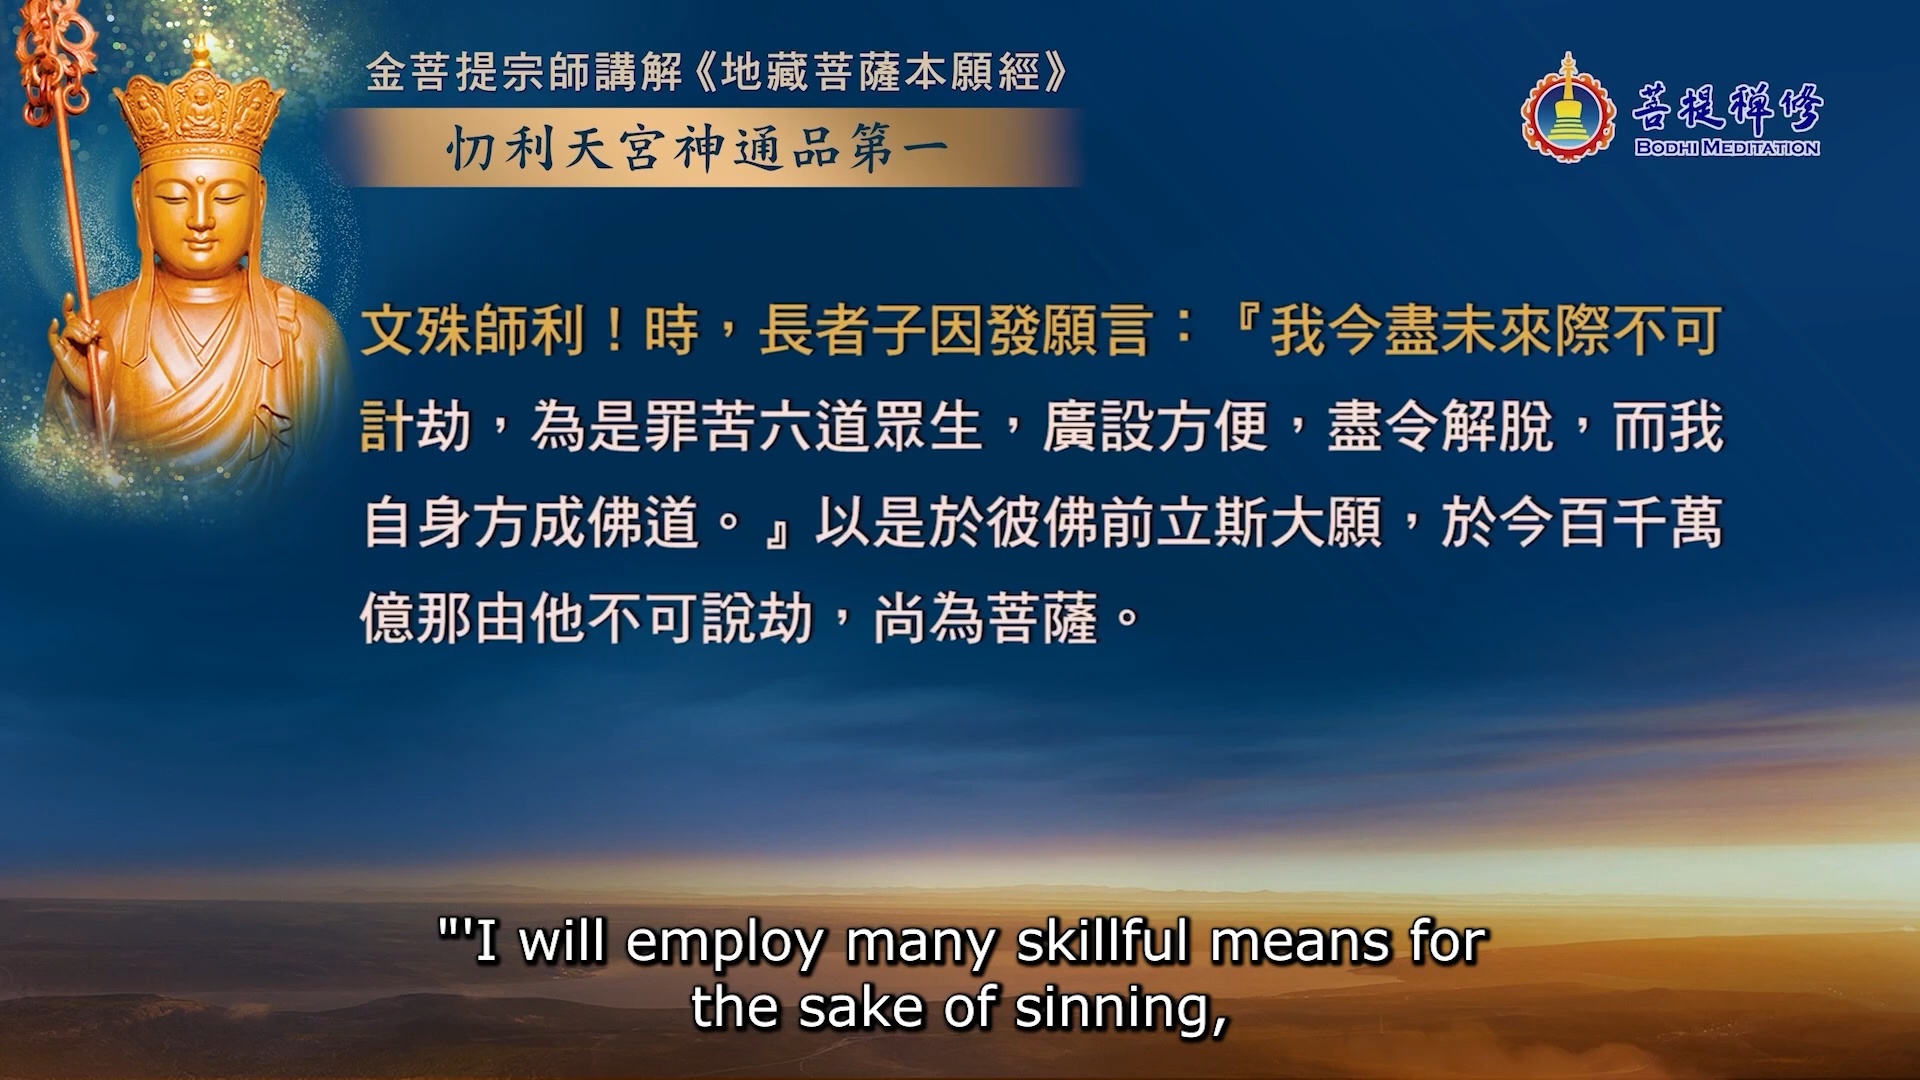 金菩提宗師講解《地藏菩薩本願經》
忉利天宮神通品第一
菩提禪修
BODHI MEDITATION
文殊師利！時，長者子因發願言：『我今盡未來際不可
計劫，為是罪苦六道眾生，廣設方便，盡令解脫，而我
自身方成佛道。』以是於彼佛前立斯大願，於今百千萬
億那由他不可說劫，尚為菩薩。
"'I will employ many skillful means for
the sake of sinning,